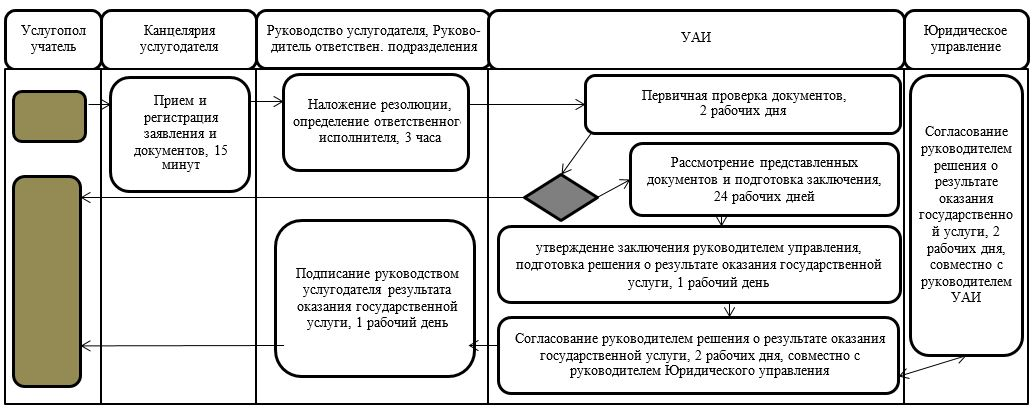 Услугопол
учатель
Канцелярия
услугодателя
Руководство услугодателя, Руково-
дитель ответствен. подразделения
УАИ
Юридическое
управление
Прием и
регистрация
заявления и
документов, 15
минут
Наложение резолюции,
определение ответственного
исполнителя, 3 часа
Первичная проверка документов,
2 рабочих дня
Рассмотрение представленных
документов и подготовка заключения,
24 рабочих дней
утверждение заключения руководителем управления,
подготовка решения о результате оказания государственной
услуги, 1 рабочий день
Согласование руководителем решения о результате оказания
государственной услуги, 2 рабочих дня, совместно с
руководителем Юридического управления
Подписание руководством
услугодателя результата
оказания государственной
услуги, 1 рабочий день
Согласование
руководителем
решения о
результате
оказания
государственно
й услуги, 2
рабочих дня,
совместно с
руководителем
УАИ